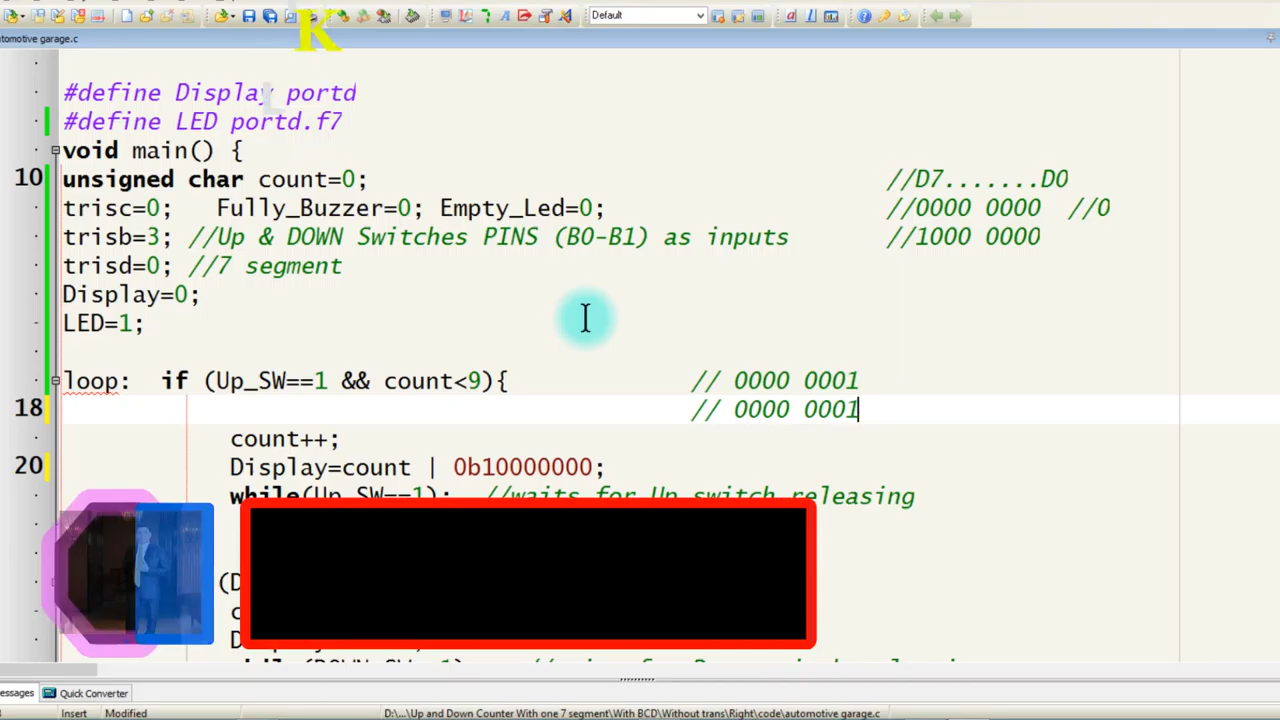 Default
utomotive garage.c
K
#define Display portd
#define LED portd.f7
void main() {
10 unsigned char count=0; //D7.......D0
trisc=0; Fully_Buzzer=0; Empty_Led=0; //0000 0000 //0
trisb=3; //Up & DOWN Switches PINS (B0-B1) as inputs //1000 0000
trisd=0; //7 segment
Display=0;
LED=1;
loop: if (Up_SW==1 && count<9){ // 0000 0001
18 // 0000 0001
count++;
20 Display=count | 0b10000000;
while(Up_SW==1); //waits for Up switch releasing
(D
essages Quick Converter
Insert Modified D:\...\Up and Down Counter With one 7 segment\With BCD\Without trans\Right\code\automotive garage.c